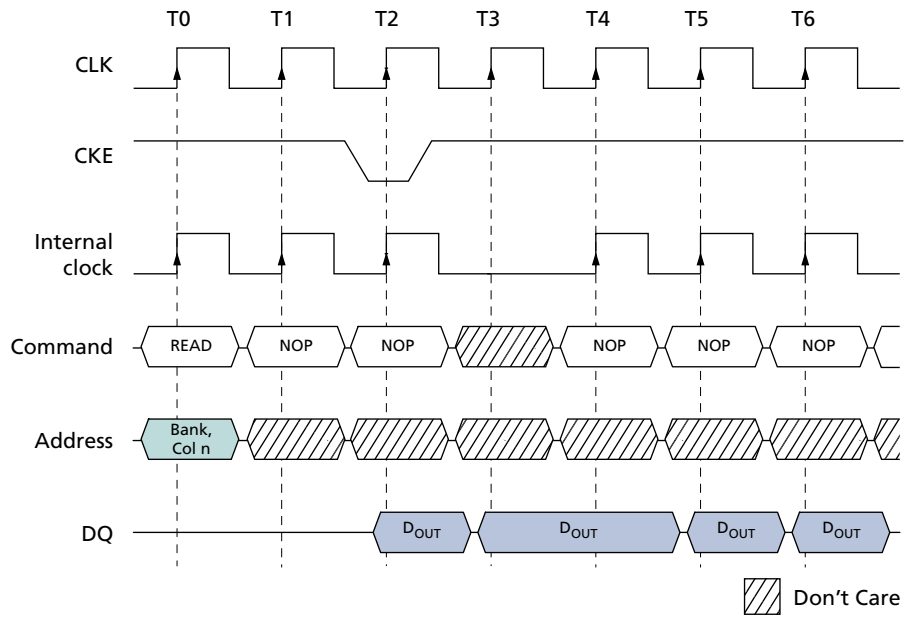 T0 T1 T2 T3 T4 T5 T6
CLK
CKE
Internal
clock
Command READ NOP NOP NOP NOP NOP
Address Bank,
Col n
DQ DOUT DOUT DOUT DOUT
Don't Care